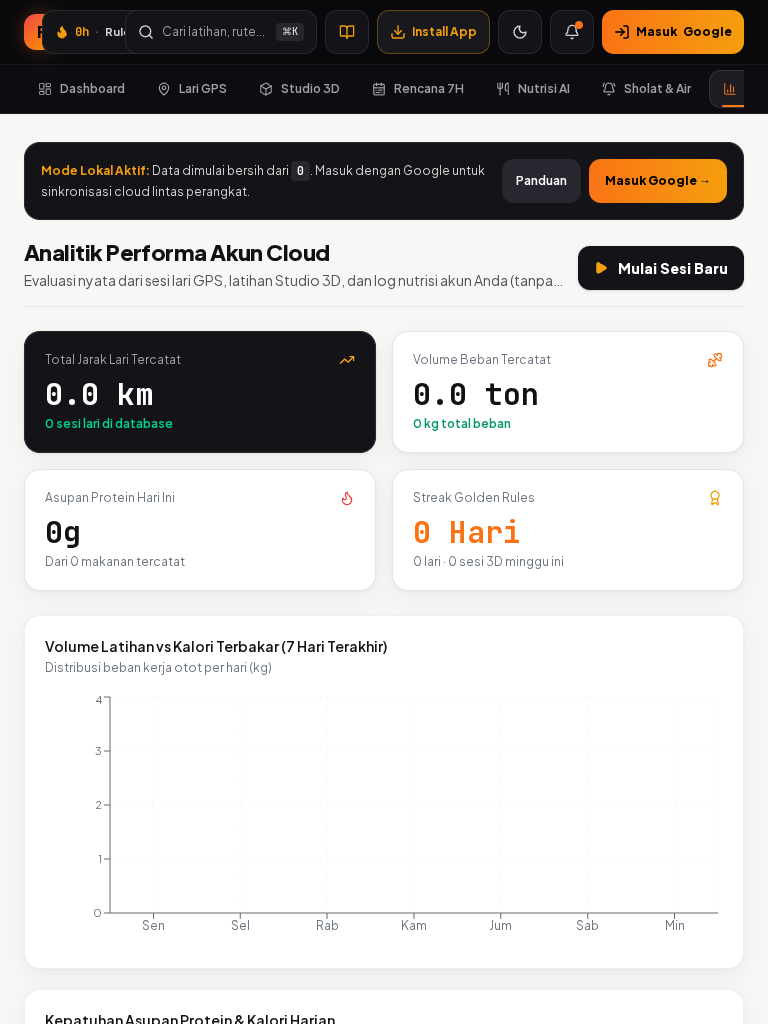 0h · Rul
Cari latihan, rute... ⌘K
Install App
Masuk Google
Dashboard
Lari GPS
Studio 3D
Rencana 7H
Nutrisi AI
Sholat & Air
Mode Lokal Aktif: Data dimulai bersih dari 0. Masuk dengan Google untuk
sinkronisasi cloud lintas perangkat.
Panduan
Masuk Google →
Analitik Performa Akun Cloud
Evaluasi nyata dari sesi lari GPS, latihan Studio 3D, dan log nutrisi akun Anda (tanpa...
Mulai Sesi Baru
Total Jarak Lari Tercatat
0.0 km
0 sesi lari di database
Volume Beban Tercatat
0.0 ton
0 kg total beban
Asupan Protein Hari Ini
0g
Dari 0 makanan tercatat
Streak Golden Rules
0 Hari
0 lari · 0 sesi 3D minggu ini
Volume Latihan vs Kalori Terbakar (7 Hari Terakhir)
Distribusi beban kerja otot per hari (kg)
4
3
2
1
0
Sen Sel Rab Kam Jum Sab Min
Kepatuhan Asupan Protein & Kalori Harian